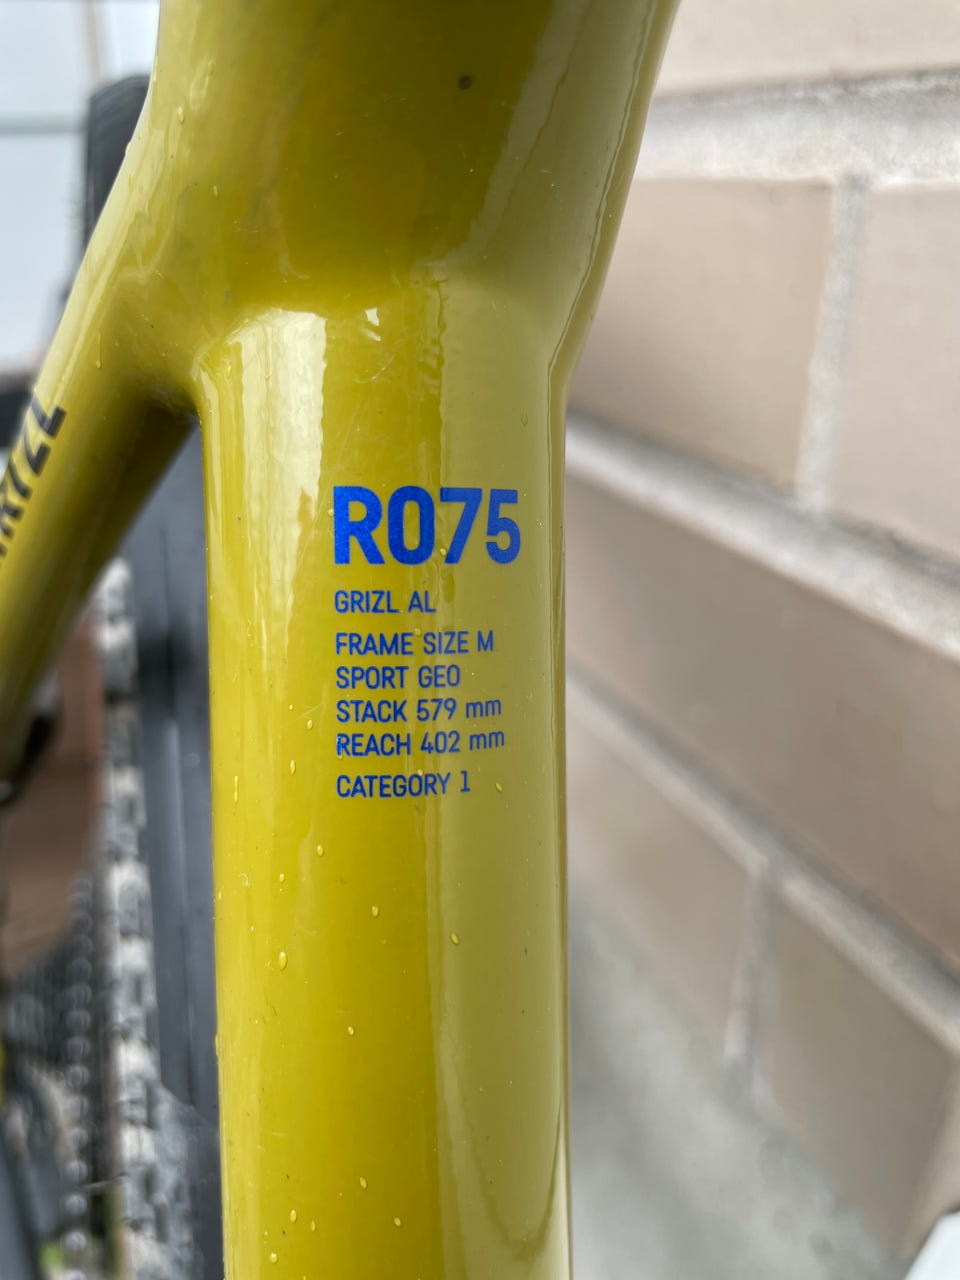 R075
GRIZL AL
FRAME SIZE M
SPORT GEO
STACK 579 mm
REACH 402 mm
CATEGORY 1